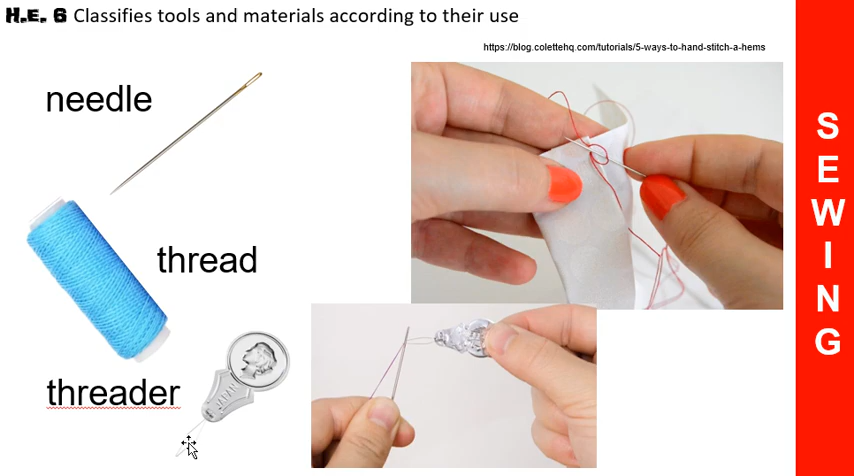 H.E. 6 Classifies tools and materials according to their use
https://blog.colettehq.com/tutorials/5-ways-to-hand-stitch-a-hems
needle
thread
threader
JAPAN
SEWING